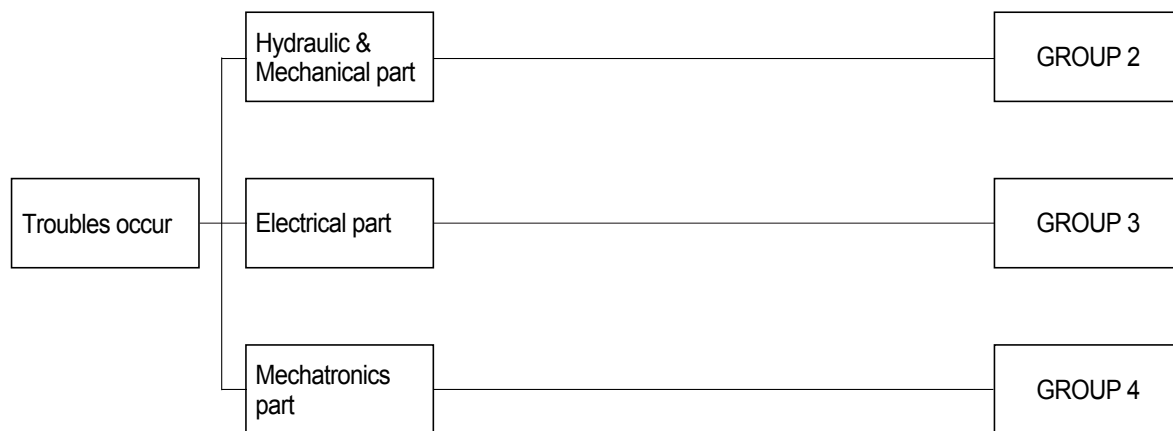 Hydraulic &
Mechanical part
GROUP 2
Troubles occur
Electrical part
GROUP 3
Mechatronics
part
GROUP 4